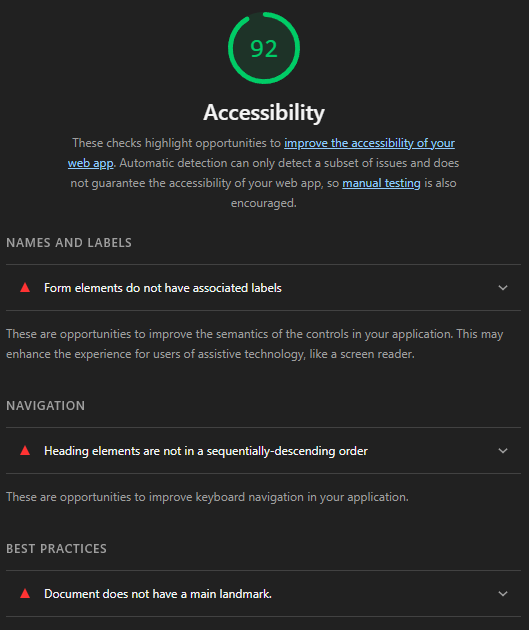 92
Accessibility
These checks highlight opportunities to improve the accessibility of your
web app. Automatic detection can only detect a subset of issues and does
not guarantee the accessibility of your web app, so manual testing is also
encouraged.
NAMES AND LABELS
Form elements do not have associated labels
These are opportunities to improve the semantics of the controls in your application. This may
enhance the experience for users of assistive technology, like a screen reader.
NAVIGATION
Heading elements are not in a sequentially-descending order
These are opportunities to improve keyboard navigation in your application.
BEST PRACTICES
Document does not have a main landmark.